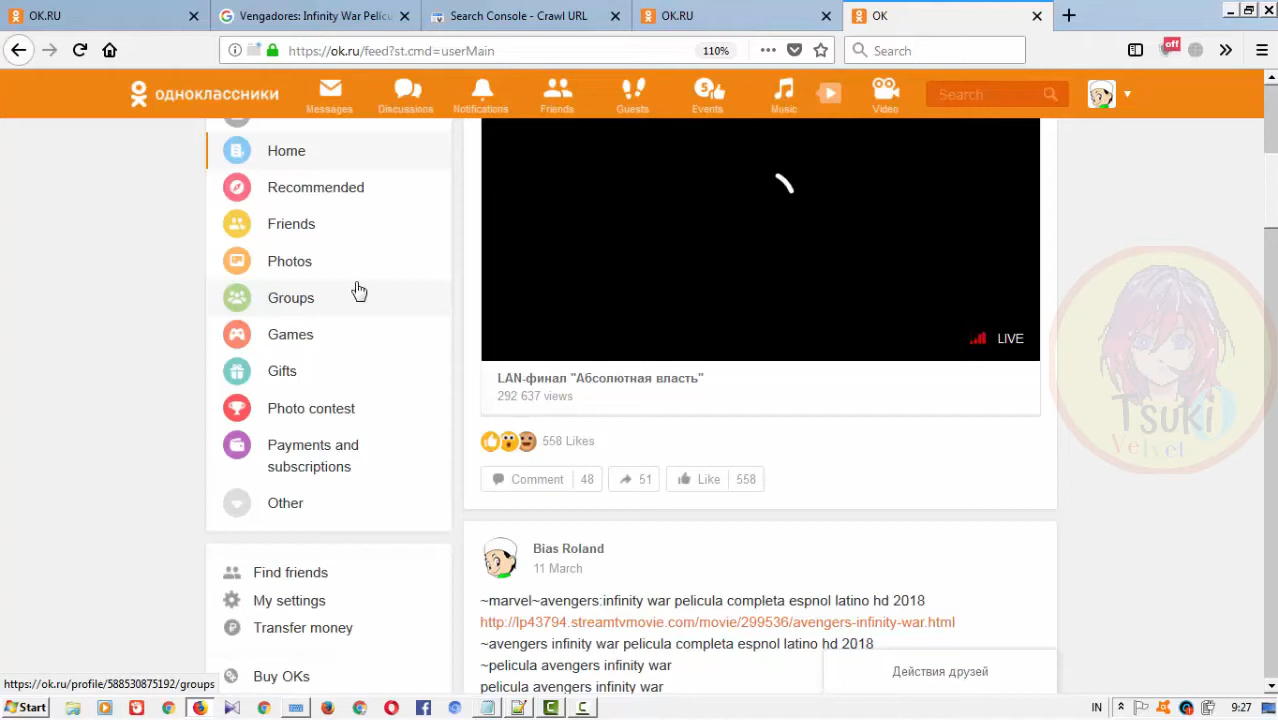 OK.RU
Vengadores: Infinity War Pelícu
Search Console - Crawl URL
OK.RU
OK
https://ok.ru/feed?st.cmd=userMain
110%
Search
off
одноклассники
Messages
Discussions
Notifications
Friends
Guests
5
Events
Music
Video
Search
Home
Recommended
Friends
Photos
Groups
Games
Gifts
Photo contest
Payments and
subscriptions
Other
Find friends
My settings
Transfer money
Buy OKs
LIVE
LAN-финал "Абсолютная власть"
292 637 views
558 Likes
Comment 48
51
Like 558
Bias Roland
11 March
~marvel~avengers:infinity war pelicula completa espnol latino hd 2018
http://lp43794.streamtvmovie.com/movie/299536/avengers-infinity-war.html
~avengers infinity war pelicula completa espnol latino hd 2018
~pelicula avengers infinity war
pelicula avengers infinity war
Действия друзей
Tsuki
Velvet
https://ok.ru/profile/588530875192/groups
Start
IN
9:27